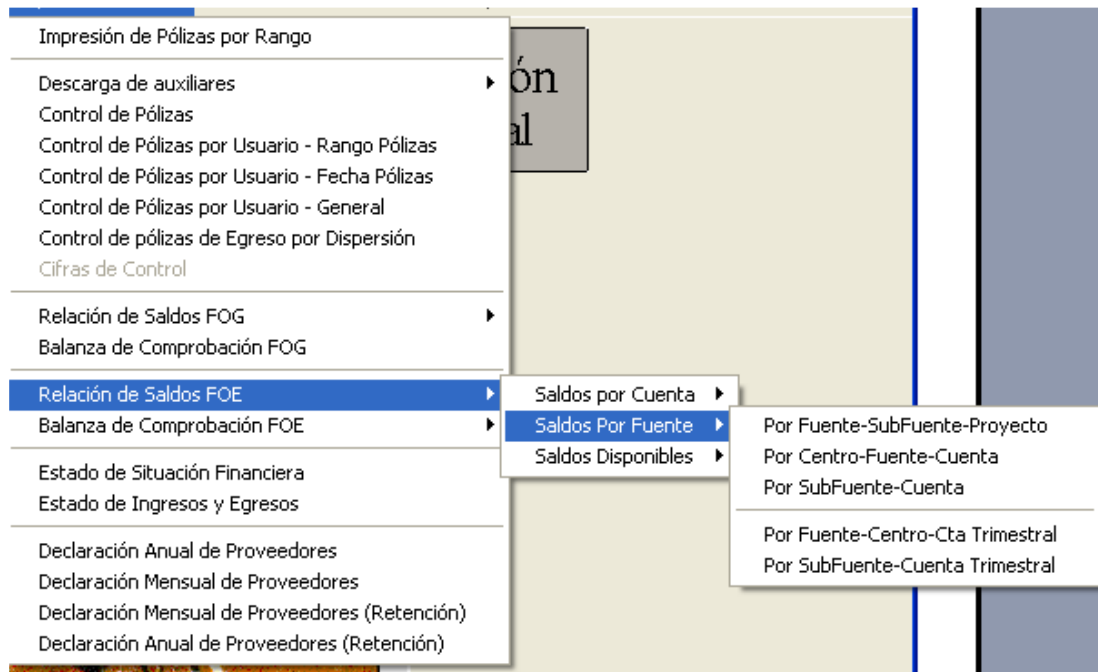 Impresión de Pólizas por Rango
Descarga de auxiliares
Control de Pólizas
Control de Pólizas por Usuario - Rango Pólizas
Control de Pólizas por Usuario - Fecha Pólizas
Control de Pólizas por Usuario - General
Control de pólizas de Egreso por Dispersión
Cifras de Control
Relación de Saldos FOG
Balanza de Comprobación FOG
Relación de Saldos FOE
Balanza de Comprobación FOE
Estado de Situación Financiera
Estado de Ingresos y Egresos
Declaración Anual de Proveedores
Declaración Mensual de Proveedores
Declaración Mensual de Proveedores (Retención)
Declaración Anual de Proveedores (Retención)
ón
al
Saldos por Cuenta
Saldos Por Fuente
Saldos Disponibles
Por Fuente-SubFuente-Proyecto
Por Centro-Fuente-Cuenta
Por SubFuente-Cuenta
Por Fuente-Centro-Cta Trimestral
Por SubFuente-Cuenta Trimestral